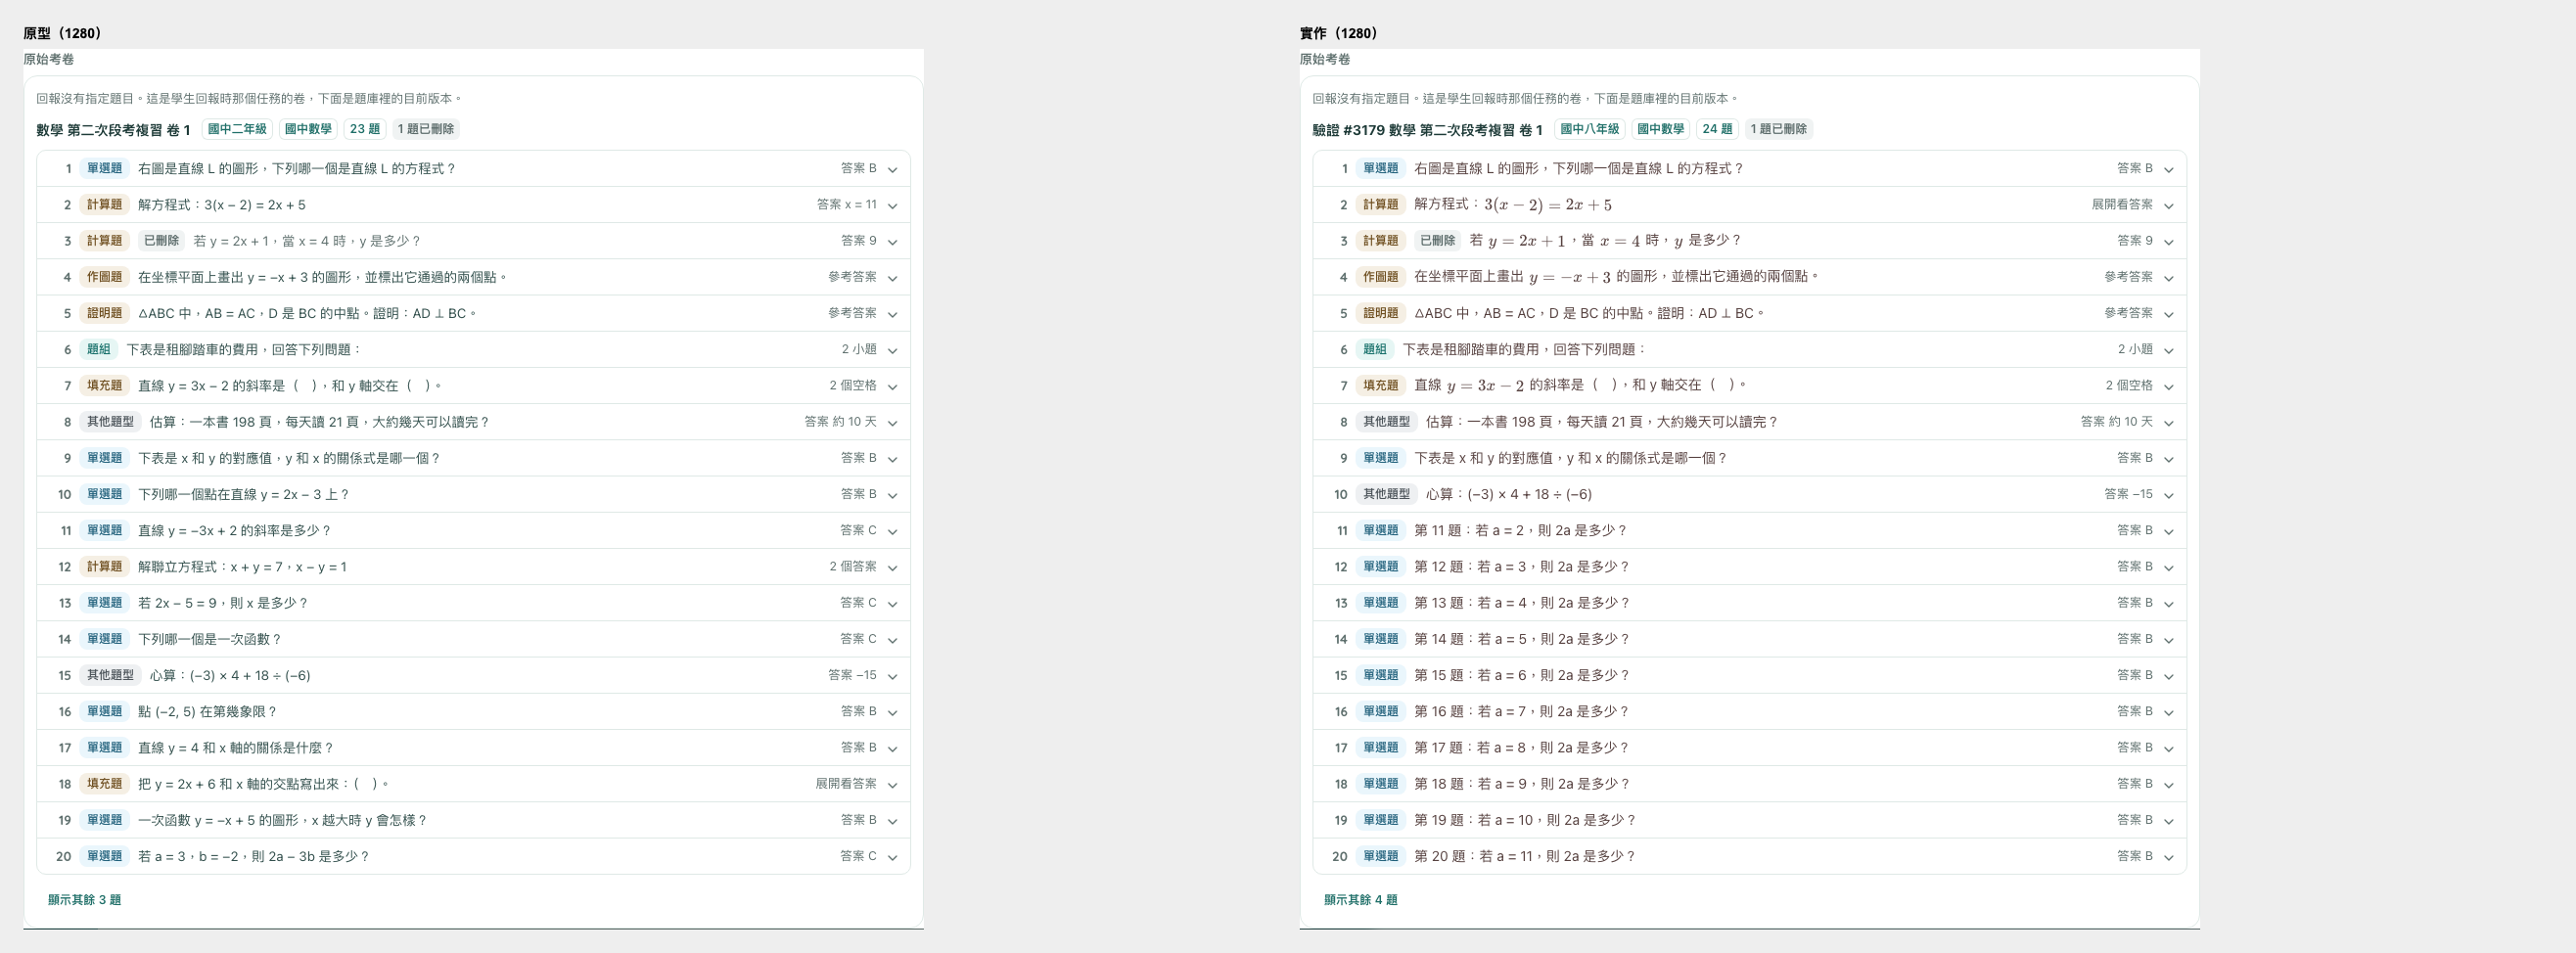 原型（1280）
原始考卷
回報沒有指定題目。這是學生回報時那個任務的卷，下面是題庫裡的目前版本。
數學 第二次段考複習 卷 1 國中二年級 國中數學 23 題 1 題已刪除
1 單選題 右圖是直線 L 的圖形，下列哪一個是直線 L 的方程式？ 答案 B
2 計算題 解方程式：3(x − 2) = 2x + 5 答案 x = 11
3 計算題 已刪除 若 y = 2x + 1，當 x = 4 時，y 是多少？ 答案 9
4 作圖題 在坐標平面上畫出 y = −x + 3 的圖形，並標出它通過的兩個點。 參考答案
5 證明題 △ABC 中，AB = AC，D 是 BC 的中點。證明：AD ⊥ BC。 參考答案
6 題組 下表是租腳踏車的費用，回答下列問題： 2 小題
7 填充題 直線 y = 3x − 2 的斜率是（　），和 y 軸交在（　）。 2 個空格
8 其他題型 估算：一本書 198 頁，每天讀 21 頁，大約幾天可以讀完？ 答案 約 10 天
9 單選題 下表是 x 和 y 的對應值，y 和 x 的關係式是哪一個？ 答案 B
10 單選題 下列哪一個點在直線 y = 2x − 3 上？ 答案 B
11 單選題 直線 y = −3x + 2 的斜率是多少？ 答案 C
12 計算題 解聯立方程式：x + y = 7，x − y = 1 2 個答案
13 單選題 若 2x − 5 = 9，則 x 是多少？ 答案 C
14 單選題 下列哪一個是一次函數？ 答案 C
15 其他題型 心算：(−3) × 4 + 18 ÷ (−6) 答案 −15
16 單選題 點 (−2, 5) 在第幾象限？ 答案 B
17 單選題 直線 y = 4 和 x 軸的關係是什麼？ 答案 B
18 填充題 把 y = 2x + 6 和 x 軸的交點寫出來：（　）。 展開看答案
19 單選題 一次函數 y = −x + 5 的圖形，x 越大時 y 會怎樣？ 答案 B
20 單選題 若 a = 3，b = −2，則 2a − 3b 是多少？ 答案 C
顯示其餘 3 題
實作（1280）
原始考卷
回報沒有指定題目。這是學生回報時那個任務的卷，下面是題庫裡的目前版本。
驗證 #3179 數學 第二次段考複習 卷 1 國中八年級 國中數學 24 題 1 題已刪除
1 單選題 右圖是直線 L 的圖形，下列哪一個是直線 L 的方程式？ 答案 B
2 計算題 解方程式：3(x − 2) = 2x + 5 展開看答案
3 計算題 已刪除 若 y = 2x + 1，當 x = 4 時，y 是多少？ 答案 9
4 作圖題 在坐標平面上畫出 y = −x + 3 的圖形，並標出它通過的兩個點。 參考答案
5 證明題 △ABC 中，AB = AC，D 是 BC 的中點。證明：AD ⊥ BC。 參考答案
6 題組 下表是租腳踏車的費用，回答下列問題： 2 小題
7 填充題 直線 y = 3x − 2 的斜率是（　），和 y 軸交在（　）。 2 個空格
8 其他題型 估算：一本書 198 頁，每天讀 21 頁，大約幾天可以讀完？ 答案 約 10 天
9 單選題 下表是 x 和 y 的對應值，y 和 x 的關係式是哪一個？ 答案 B
10 其他題型 心算：(−3) × 4 + 18 ÷ (−6) 答案 −15
11 單選題 第 11 題：若 a = 2，則 2a 是多少？ 答案 B
12 單選題 第 12 題：若 a = 3，則 2a 是多少？ 答案 B
13 單選題 第 13 題：若 a = 4，則 2a 是多少？ 答案 B
14 單選題 第 14 題：若 a = 5，則 2a 是多少？ 答案 B
15 單選題 第 15 題：若 a = 6，則 2a 是多少？ 答案 B
16 單選題 第 16 題：若 a = 7，則 2a 是多少？ 答案 B
17 單選題 第 17 題：若 a = 8，則 2a 是多少？ 答案 B
18 單選題 第 18 題：若 a = 9，則 2a 是多少？ 答案 B
19 單選題 第 19 題：若 a = 10，則 2a 是多少？ 答案 B
20 單選題 第 20 題：若 a = 11，則 2a 是多少？ 答案 B
顯示其餘 4 題